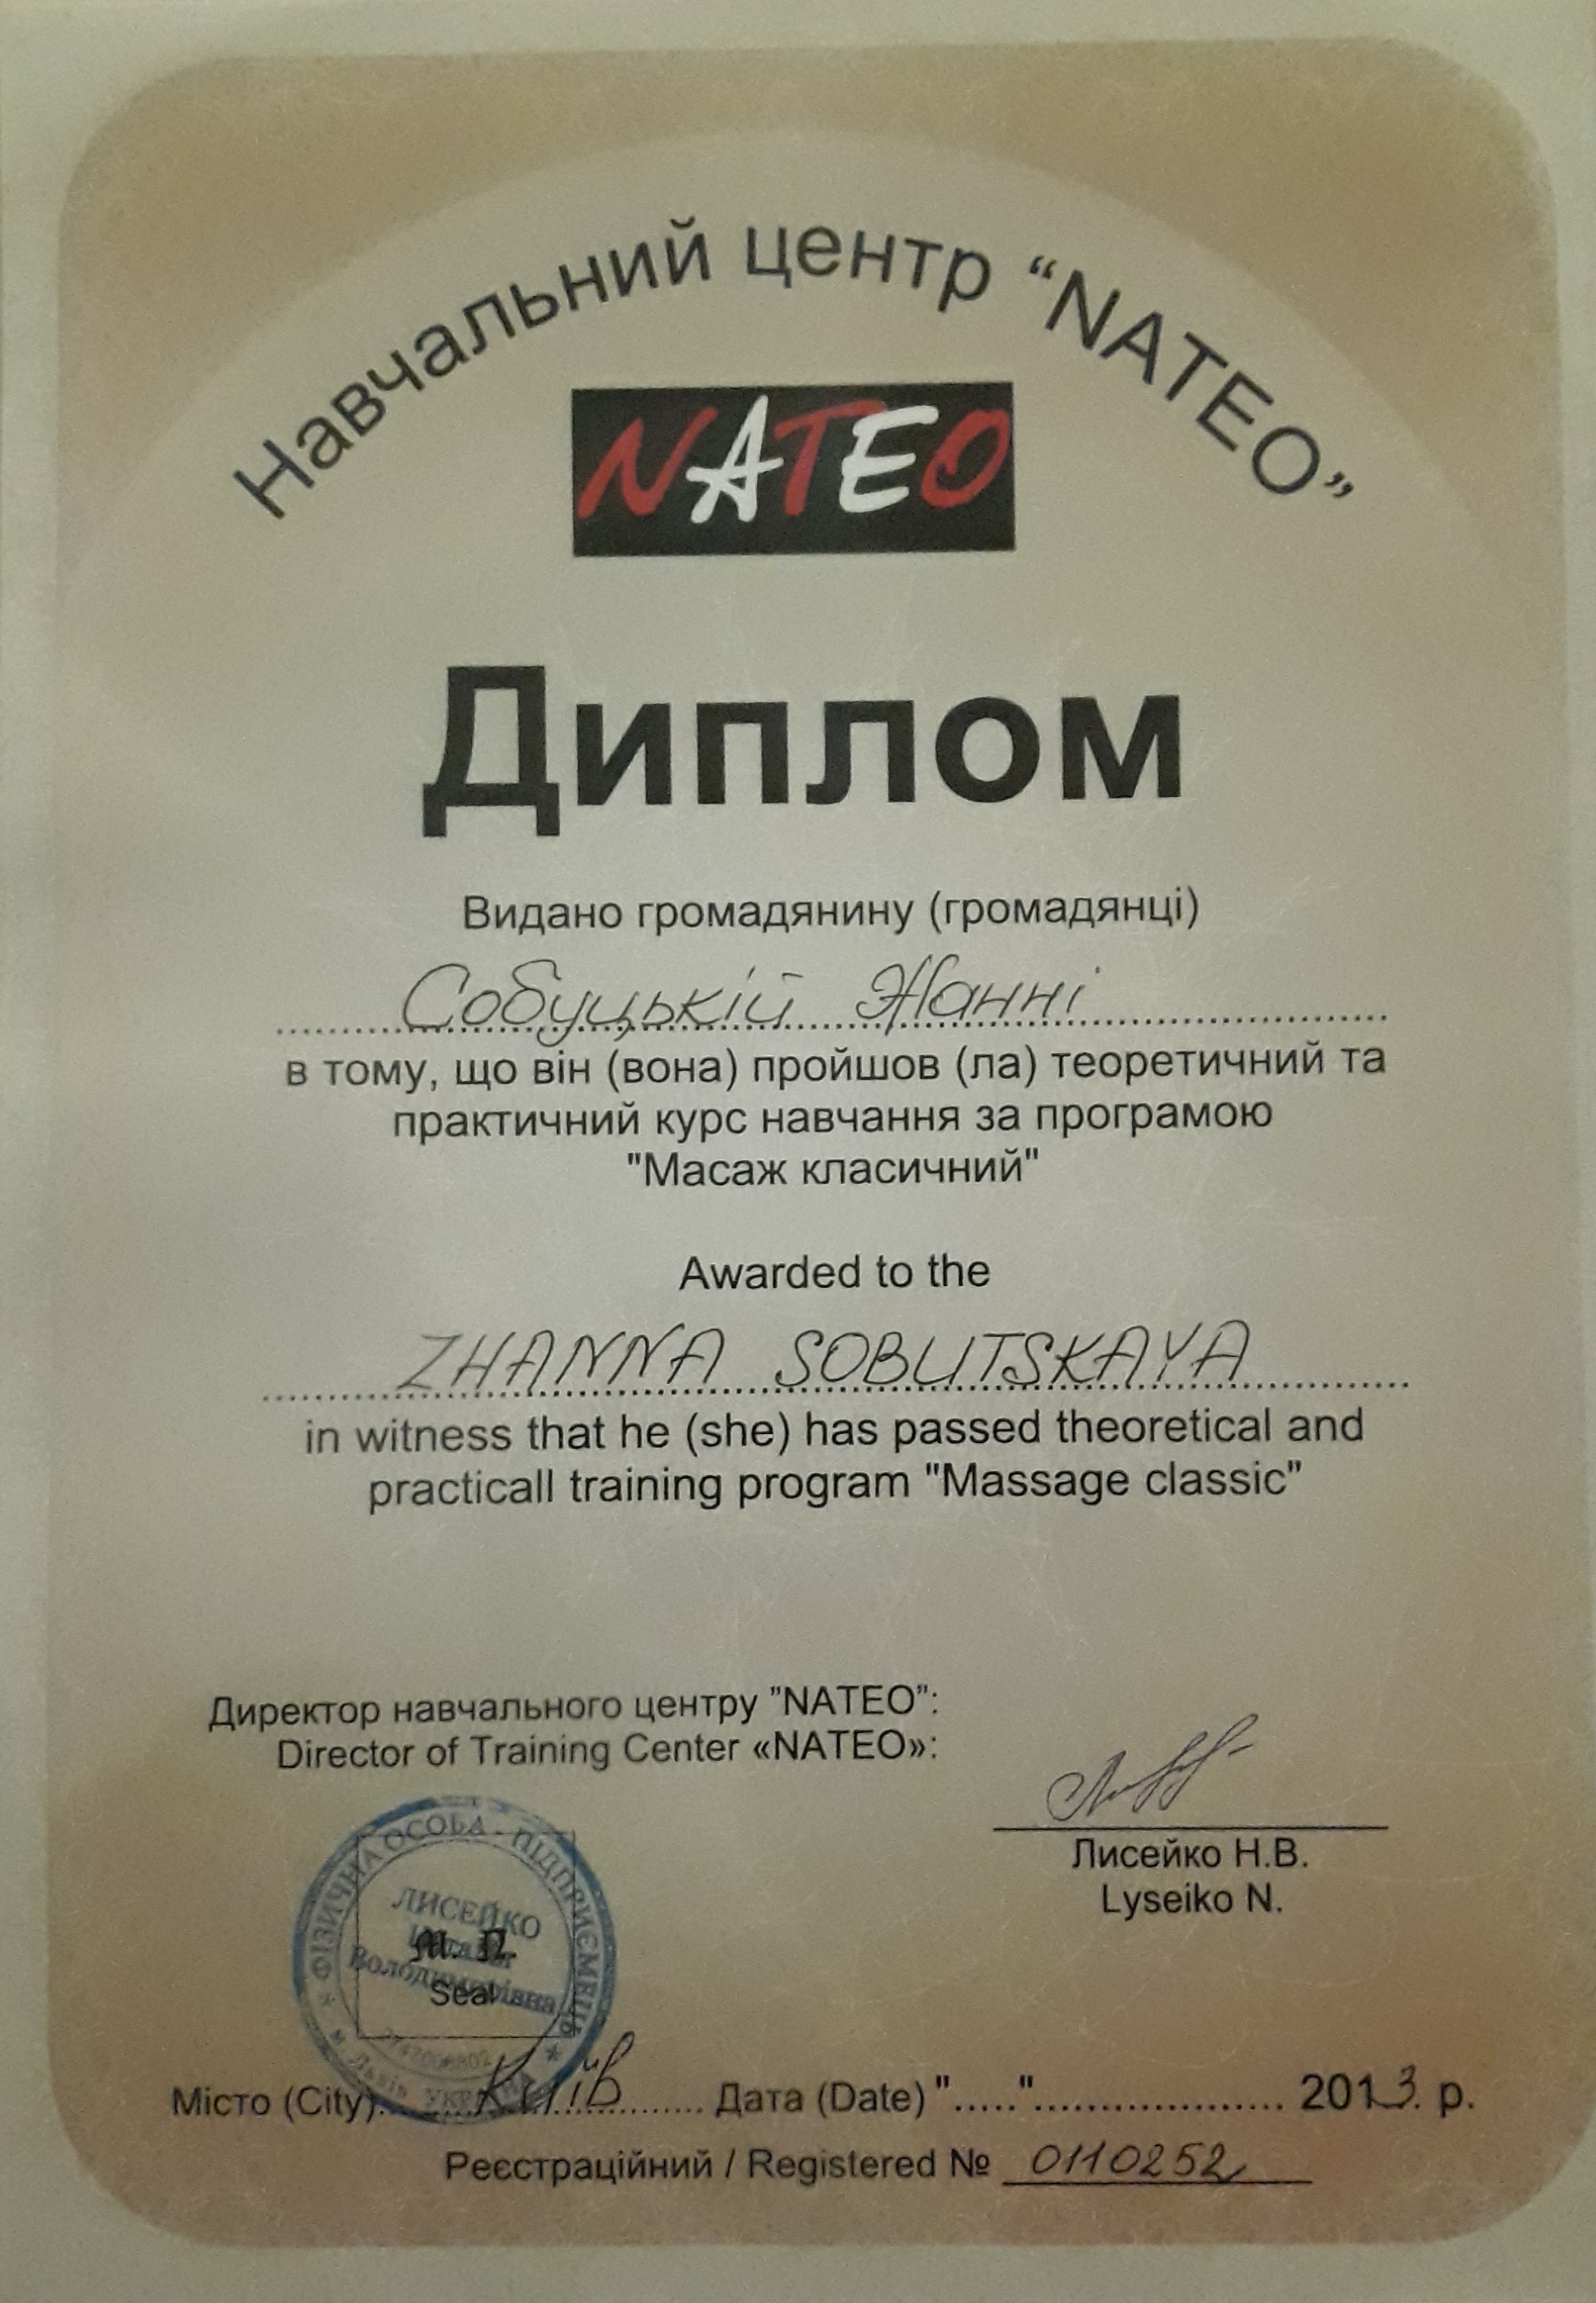 Навчальний центр “NATEO”
NATEO
Диплом
Видано громадянину (громадянці)
Собуцькій Жанні
в тому, що він (вона) пройшов (ла) теоретичний та
практичний курс навчання за програмою
"Масаж класичний"
Awarded to the
ZHANNA SOBUTSKAYA
in witness that he (she) has passed theoretical and
practicall training program "Massage classic"
Директор навчального центру ”NATEO”:
Director of Training Center «NATEO»:
Лисейко Н.В.
Lyseiko N.
ФІЗИЧНА ОСОБА - ПІДПРИЄМЕЦЬ
ЛИСЕЙКО
М. П.
Володимирівна
Seal
м. Львів УКРАЇНА
Місто (City) Київ Дата (Date) "....."..................... 2013. р.
Реєстраційний / Registered № 0110252